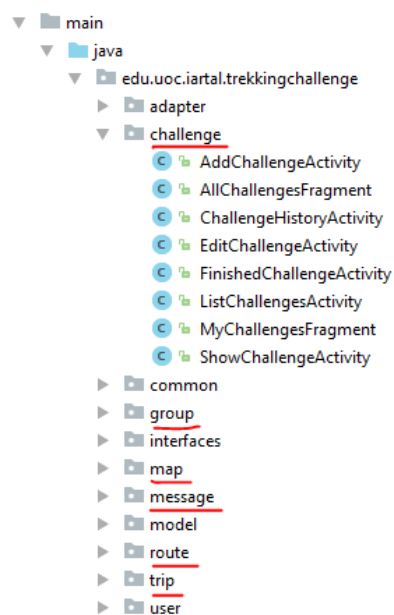 main
java
edu.uoc.iartal.trekkingchallenge
adapter
challenge
AddChallengeActivity
AllChallengesFragment
ChallengeHistoryActivity
EditChallengeActivity
FinishedChallengeActivity
ListChallengesActivity
MyChallengesFragment
ShowChallengeActivity
common
group
interfaces
map
message
model
route
trip
user